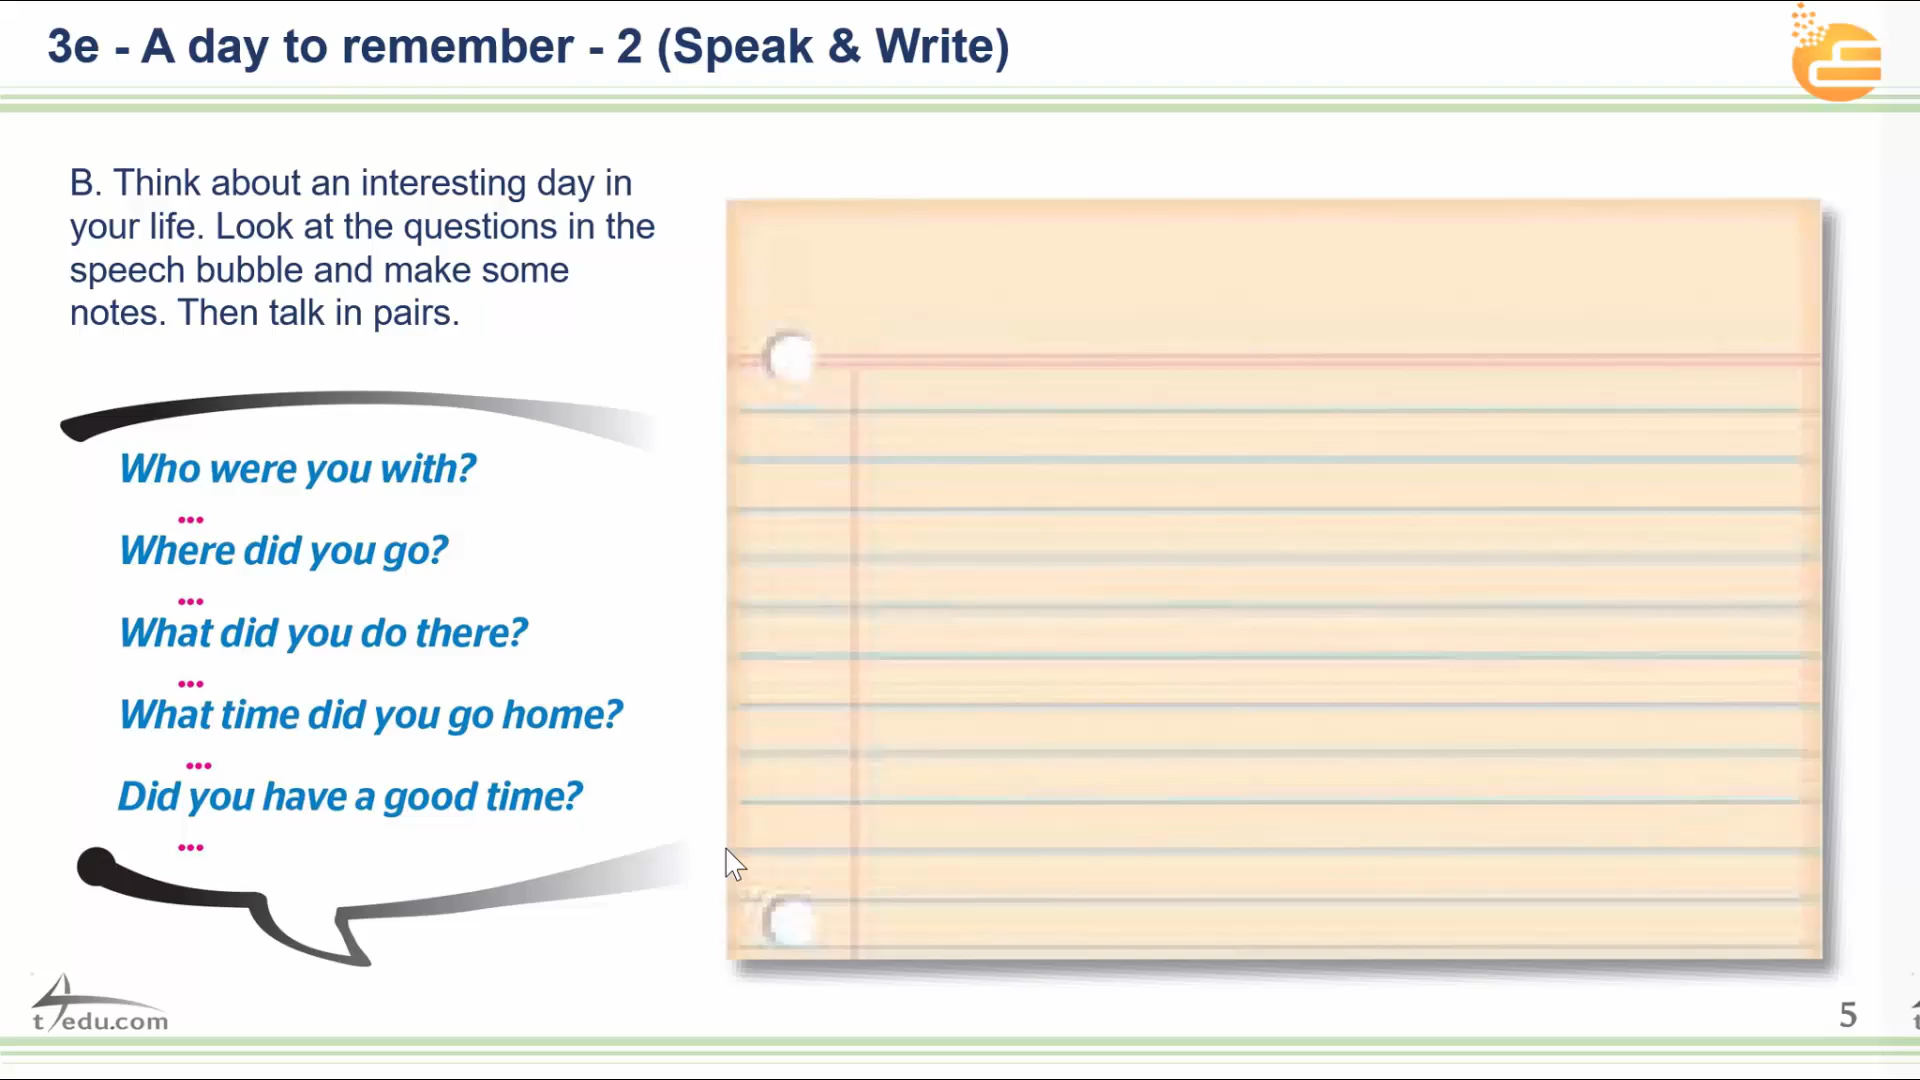 3e - A day to remember - 2 (Speak & Write)
B. Think about an interesting day in
your life. Look at the questions in the
speech bubble and make some
notes. Then talk in pairs.
Who were you with?
...
Where did you go?
...
What did you do there?
...
What time did you go home?
...
Did you have a good time?
...
t4edu.com
5